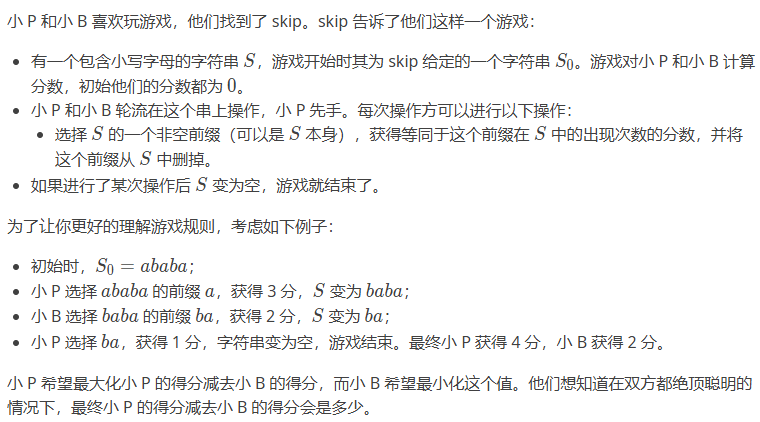 小 P 和小 B 喜欢玩游戏，他们找到了 skip。skip 告诉了他们这样一个游戏：
• 有一个包含小写字母的字符串 S，游戏开始时其为 skip 给定的一个字符串 S₀。游戏对小 P 和小 B 计算
分数，初始他们的分数都为 0。
• 小 P 和小 B 轮流在这个串上操作，小 P 先手。每次操作方可以进行以下操作：
• 选择 S 的一个非空前缀（可以是 S 本身），获得等同于这个前缀在 S 中的出现次数的分数，并将
这个前缀从 S 中删掉。
• 如果进行了某次操作后 S 变为空，游戏就结束了。
为了让你更好的理解游戏规则，考虑如下例子：
• 初始时，S₀ = ababa；
• 小 P 选择 ababa 的前缀 a，获得 3 分，S 变为 baba；
• 小 B 选择 baba 的前缀 ba，获得 2 分，S 变为 ba；
• 小 P 选择 ba，获得 1 分，字符串变为空，游戏结束。最终小 P 获得 4 分，小 B 获得 2 分。
小 P 希望最大化小 P 的得分减去小 B 的得分，而小 B 希望最小化这个值。他们想知道在双方都绝顶聪明的
情况下，最终小 P 的得分减去小 B 的得分会是多少。